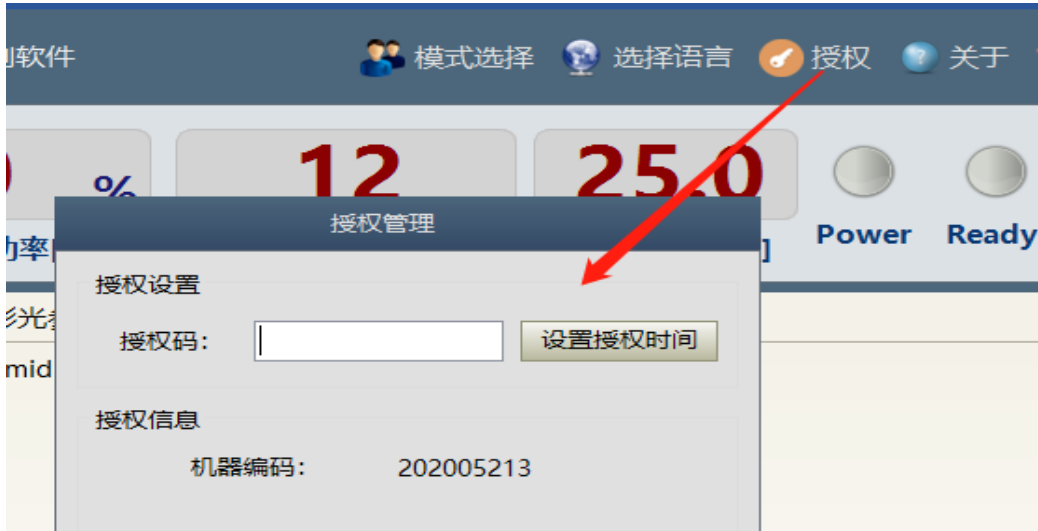 软件 模式选择 选择语言 授权 关于
% 12 25.0
授权管理
功率[ ] Power Ready
授权设置
授权码： 设置授权时间
mid
授权信息
机器编码： 202005213